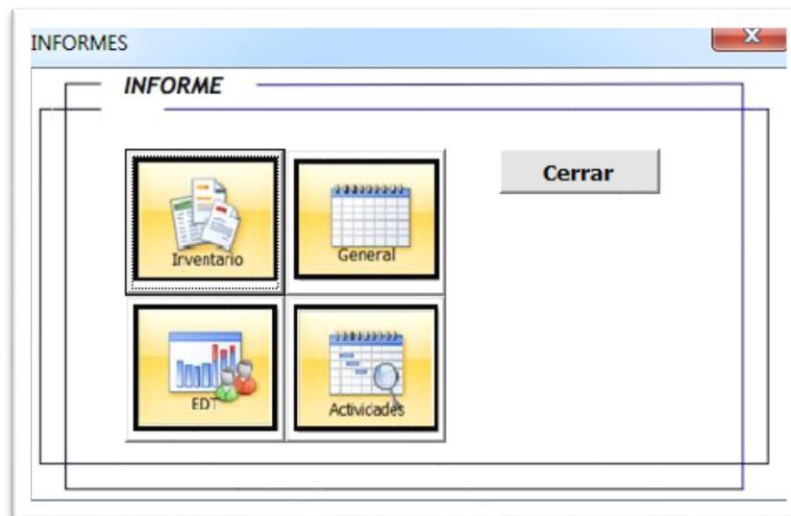 INFORMES
X
INFORME
Cerrar
Irventario
General
EDT
Actividades